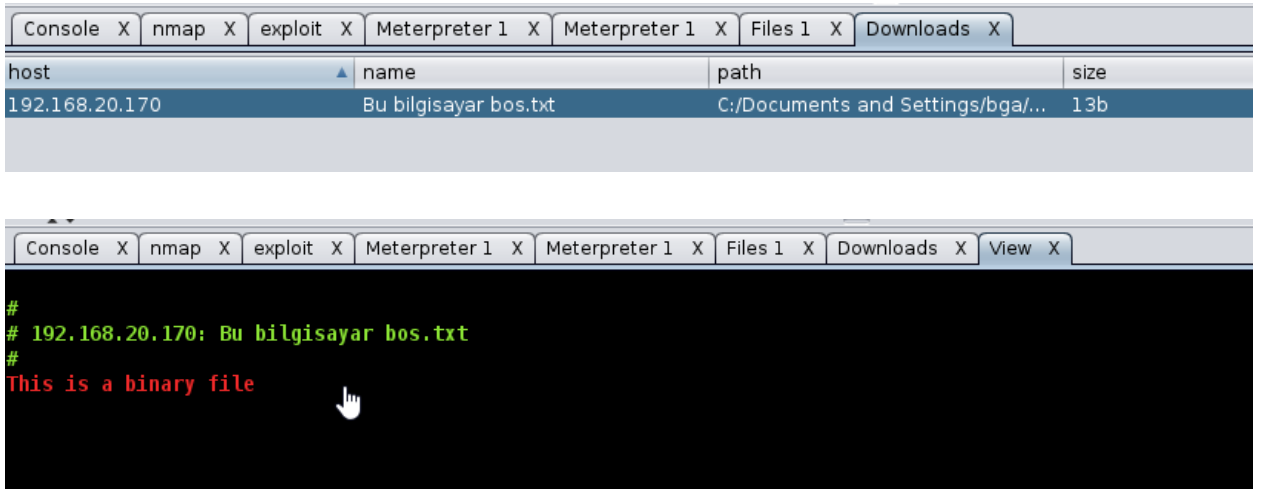 Console X nmap X exploit X Meterpreter 1 X Meterpreter 1 X Files 1 X Downloads X
host name path size
192.168.20.170 Bu bilgisayar bos.txt C:/Documents and Settings/bga/... 13b
Console X nmap X exploit X Meterpreter 1 X Meterpreter 1 X Files 1 X Downloads X View X
#
# 192.168.20.170: Bu bilgisayar bos.txt
#
This is a binary file